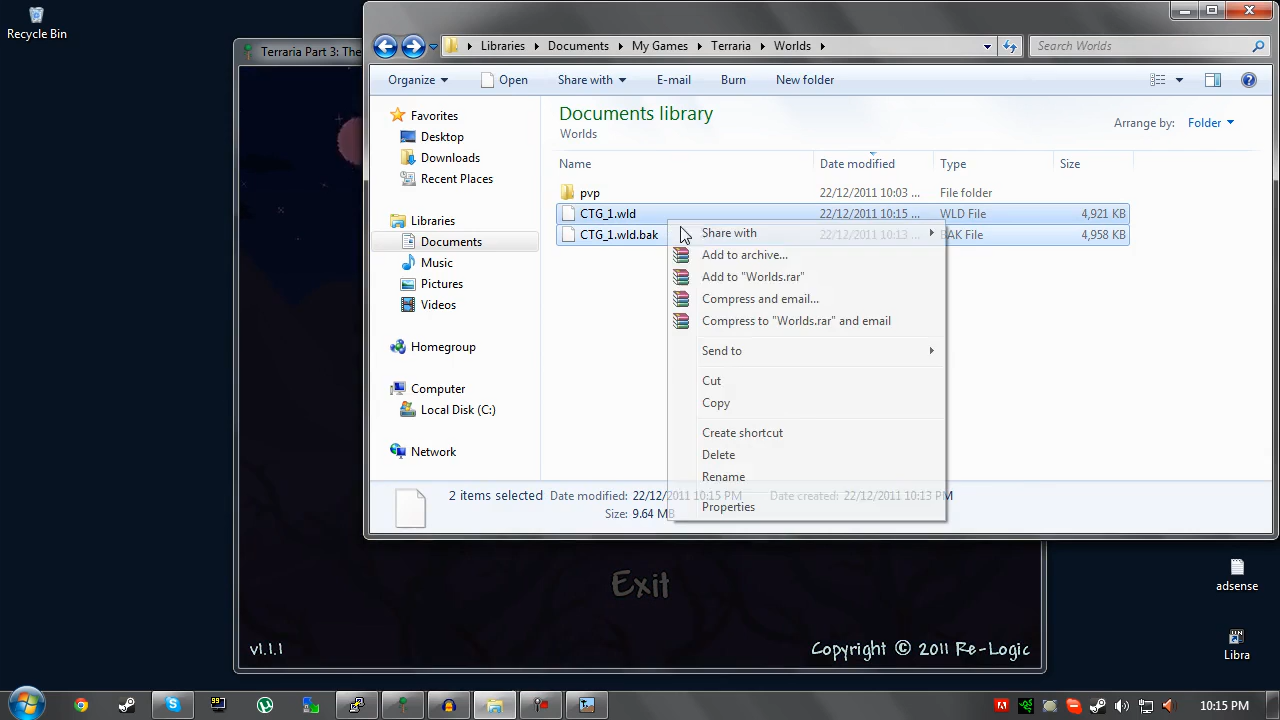 Recycle Bin
Terraria Part 3: The
Libraries Documents My Games Terraria Worlds
Search Worlds
Organize Open Share with E-mail Burn New folder
Favorites
Desktop
Downloads
Recent Places
Libraries
Documents
Music
Pictures
Videos
Homegroup
Computer
Local Disk (C:)
Network
Documents library
Worlds
Arrange by: Folder
Name Date modified Type Size
pvp 22/12/2011 10:03 ... File folder
CTG_1.wld 22/12/2011 10:15 ... WLD File 4,921 KB
CTG_1.wld.bak 22/12/2011 10:13 ... BAK File 4,958 KB
Share with
Add to archive...
Add to "Worlds.rar"
Compress and email...
Compress to "Worlds.rar" and email
Send to
Cut
Copy
Create shortcut
Delete
Rename
Properties
2 items selected Date modified: 22/12/2011 10:15 PM Date created: 22/12/2011 10:13 PM
Size: 9.64 MB
Exit
v1.1.1
Copyright © 2011 Re-Logic
adsense
Libra
10:15 PM